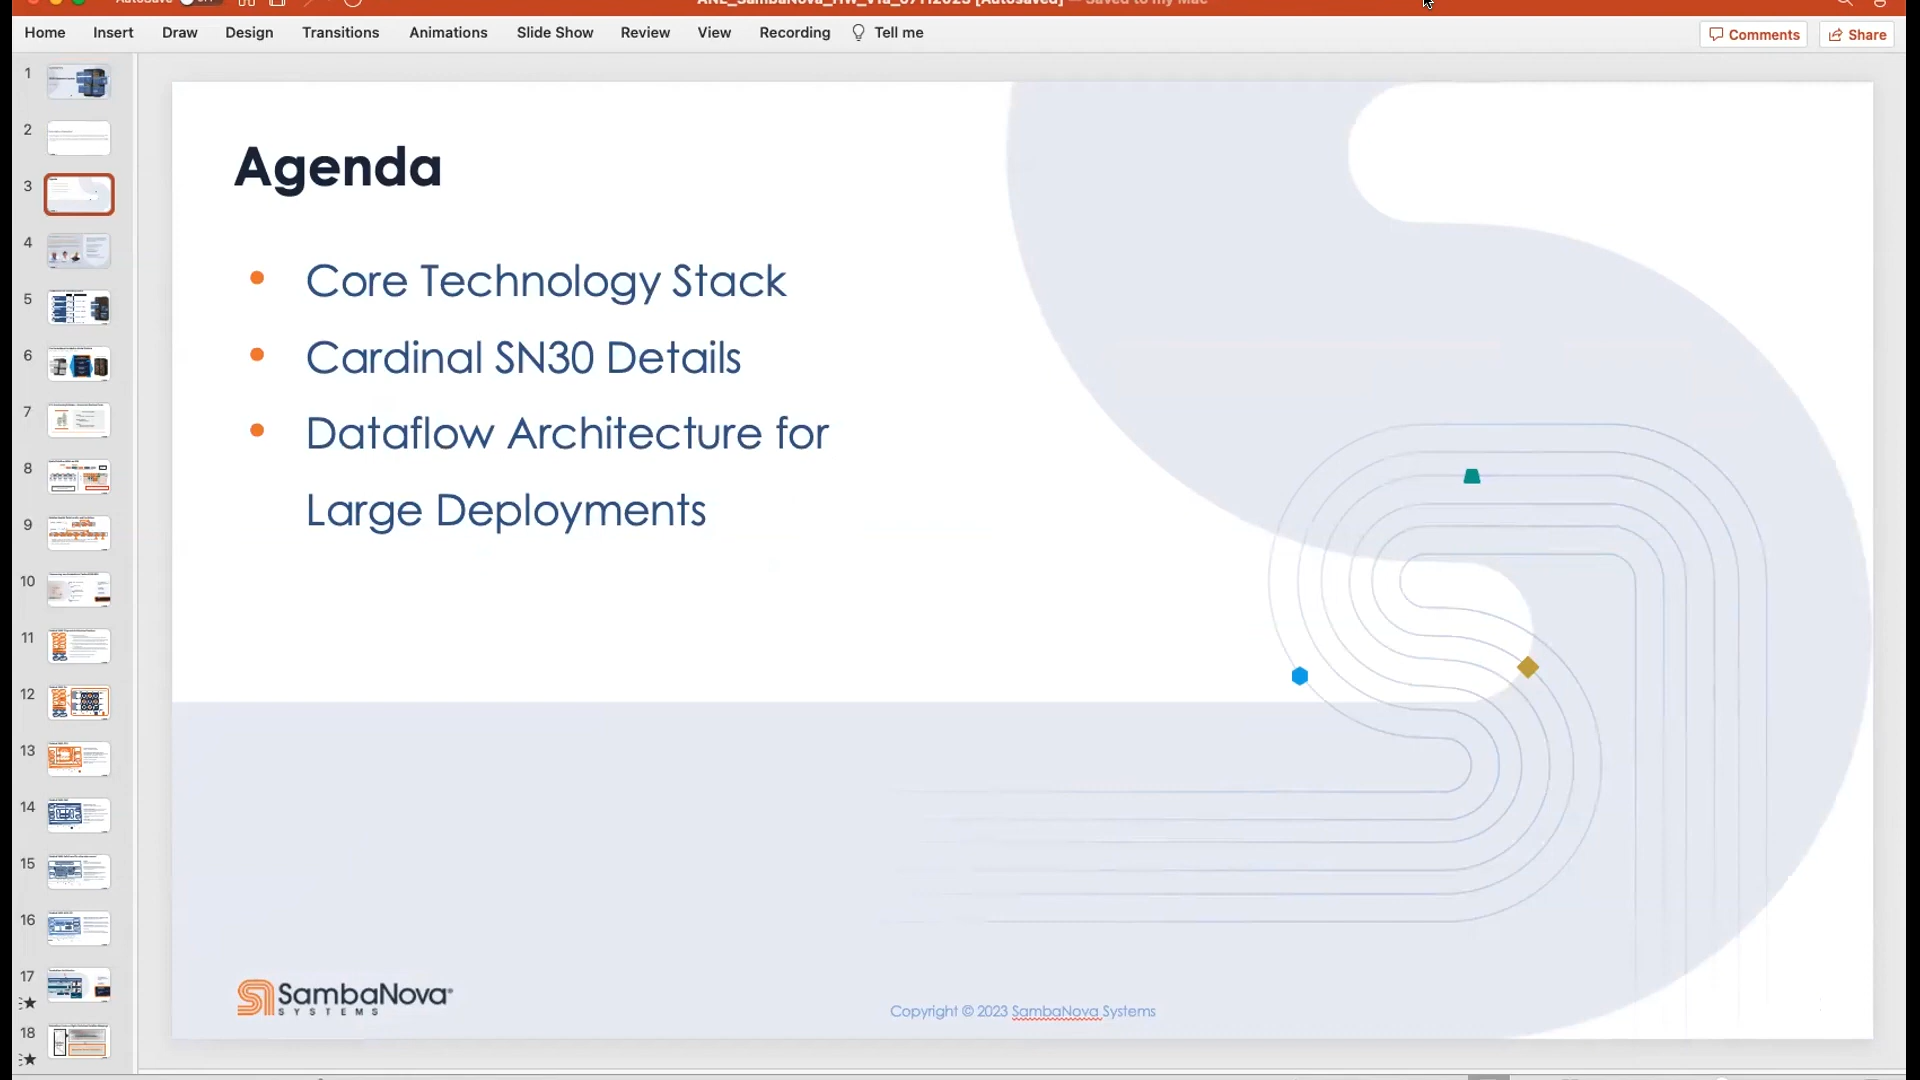 Home Insert Draw Design Transitions Animations Slide Show Review View Recording Tell me Comments Share
1
2
3
4
5
6
7
8
9
10
11
12
13
14
15
16
17
18
Agenda
• Core Technology Stack
• Cardinal SN30 Details
• Dataflow Architecture for
Large Deployments
SambaNova
SYSTEMS
Copyright © 2023 SambaNova Systems